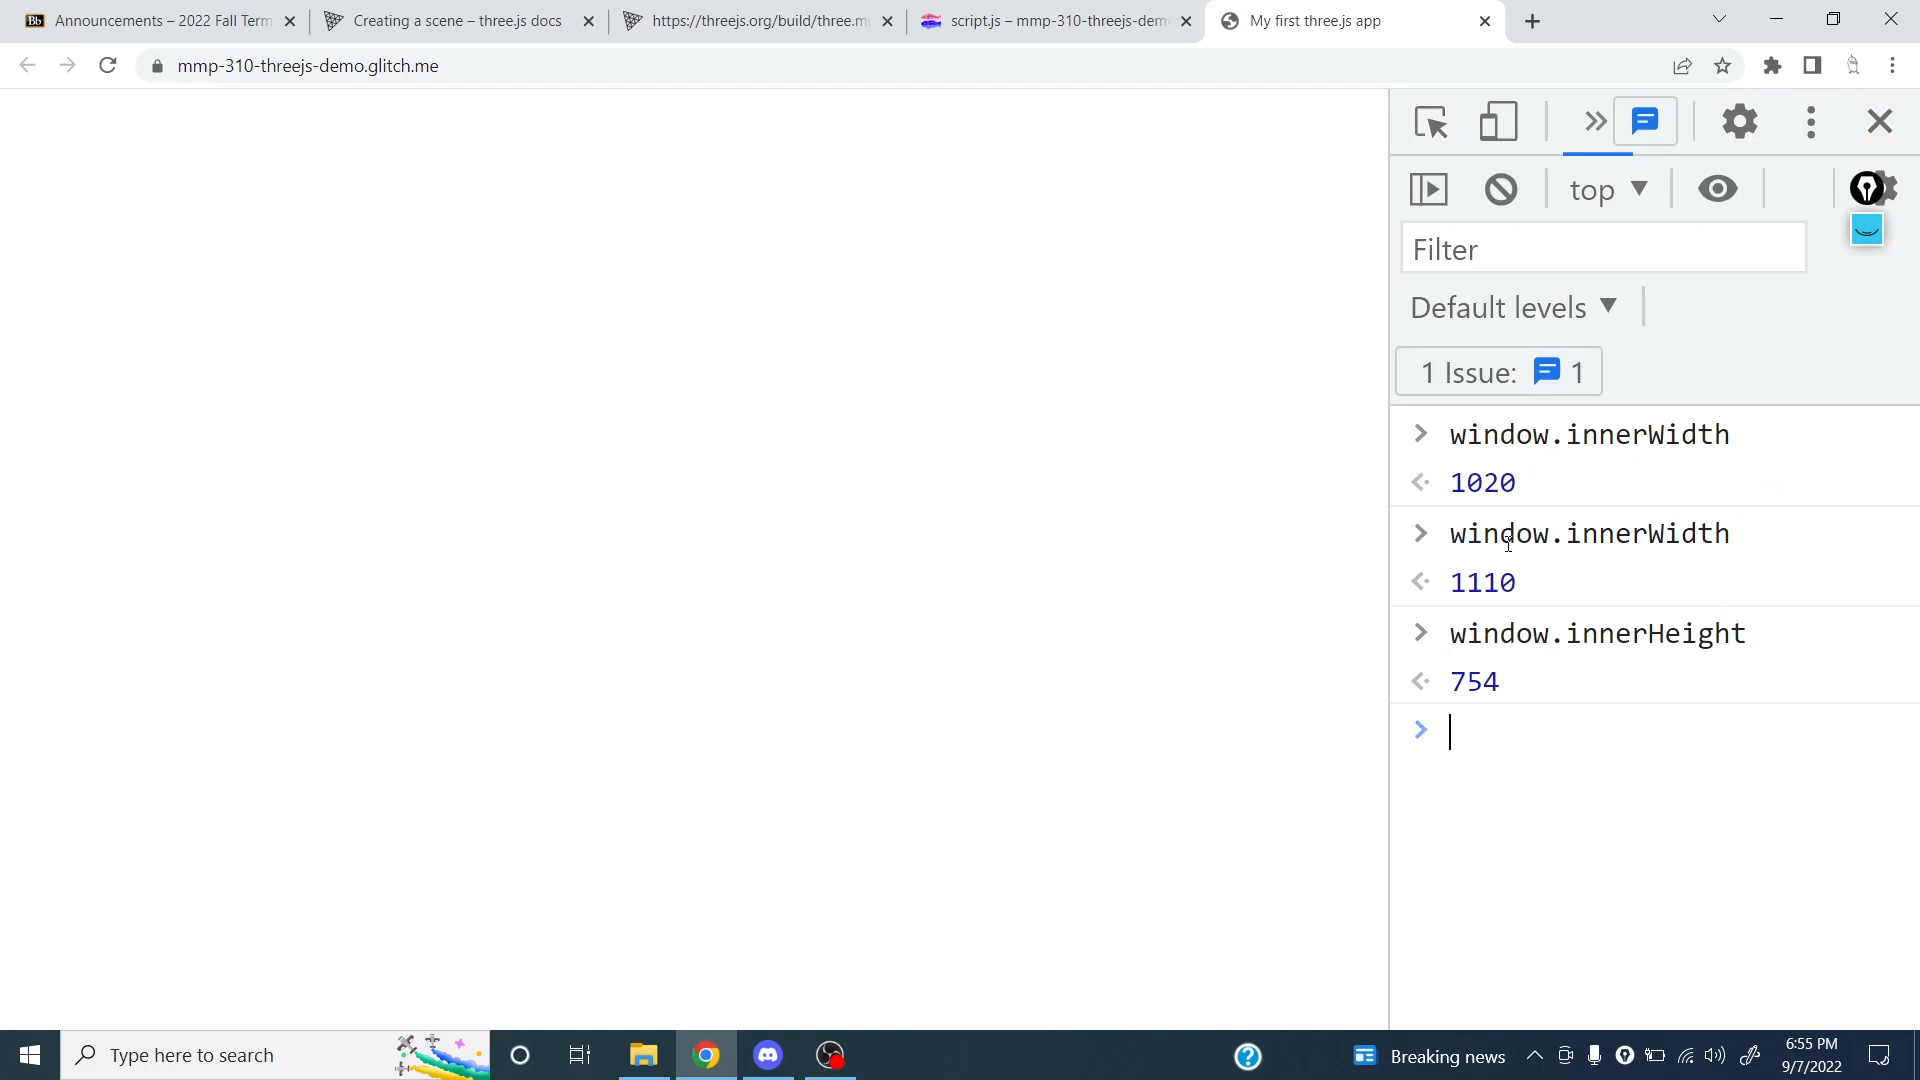 Bb Announcements – 2022 Fall Term
Creating a scene – three.js docs
https://threejs.org/build/three.m
script.js – mmp-310-threejs-dem
My first three.js app
mmp-310-threejs-demo.glitch.me
top
Filter
Default levels
1 Issue: 1
window.innerWidth
1020
window.innerWidth
1110
window.innerHeight
754
Type here to search
Breaking news
6:55 PM
9/7/2022